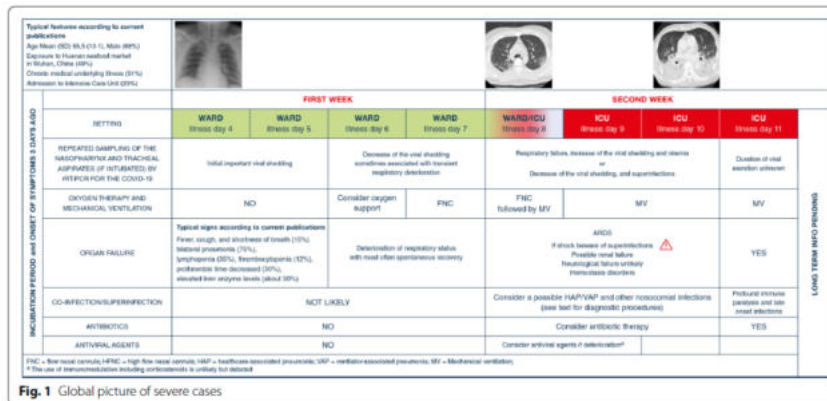 Typical features according to current
publications
Age Mean (SD) 55,5 (13·1), Male (68%)
Exposure to Huanan seafood market
in Wuhan, China (49%)
Chronic medical underlying illness (51%)
Admission to Intensive Care Unit (23%)
INCUBATION PERIOD and ONSET OF SYMPTOMS 3 DAYS AGO
FIRST WEEK
SECOND WEEK
SETTING
WARD
Illness day 4
WARD
Illness day 5
WARD
Illness day 6
WARD
Illness day 7
WARD/ICU
Illness day 8
ICU
Illness day 9
ICU
Illness day 10
ICU
Illness day 11
REPEATED SAMPLING OF THE
NASOPHARYNX AND TRACHEAL
ASPIRATES (IF INTUBATED) BY
rRTPCR FOR THE COVID-19
Initial important viral shedding
Decrease of the viral shedding
sometimes associated with transient
respiratory deterioration
Respiratory failure, increase of the viral shedding and viremia
or
Decrease of the viral shedding, and superinfections
Duration of viral
excretion unknown
OXYGEN THERAPY AND
MECHANICAL VENTILATION
NO
Consider oxygen
support
FNC
FNC
followed by MV
MV
MV
ORGAN FAILURE
Typical signs according to current publications
Fever, cough, and shortness of breath (15%)
bilateral pneumonia (75%),
lymphopenia (35%), thrombocytopenia (12%),
prothrombin time decreased (30%),
elevated liver enzyme levels (about 30%)
Deterioration of respiratory status
with most often spontaneous recovery
ARDS
If shock beware of superinfections
Possible renal failure
Neurological failure unlikely
Hemostasis disorders
YES
CO-INFECTION/SUPERINFECTION
NOT LIKELY
Consider a possible HAP/VAP and other nosocomial infections
(see text for diagnostic procedures)
Profound immune
paralysis and late
onset infections
ANTIBIOTICS
NO
Consider antibiotic therapy
YES
ANTIVIRAL AGENTS
NO
Consider antiviral agents if deterioration
LONG TERM INFO PENDING
FNC = flow nasal cannula; HFNC = high flow nasal cannula; HAP = healthcare-associated pneumonia; VAP = ventilator-associated pneumonia; MV = Mechanical ventilation;
The use of immunomodulation including corticosteroids is unlikely but debated
Fig. 1 Global picture of severe cases